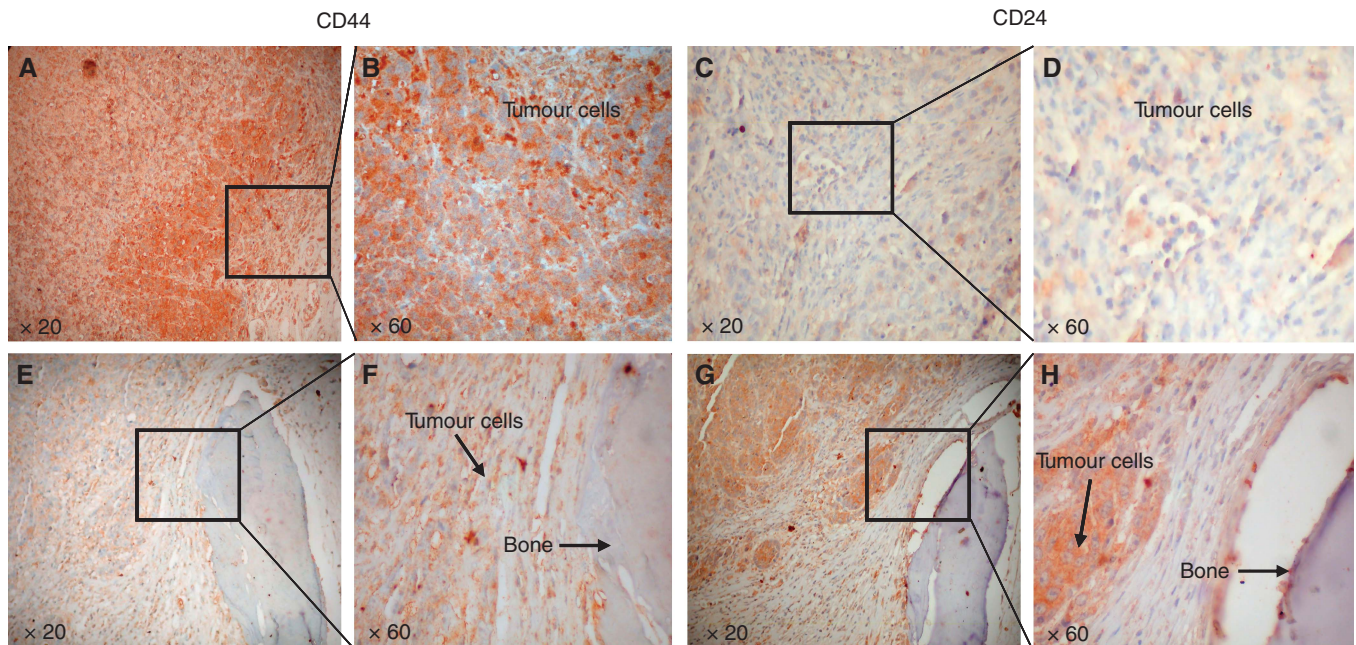 CD44
CD24
A
B
Tumour cells
× 20
× 60
C
D
Tumour cells
× 20
× 60
E
F
Tumour cells
Bone
× 20
× 60
G
H
Tumour cells
Bone
× 20
× 60